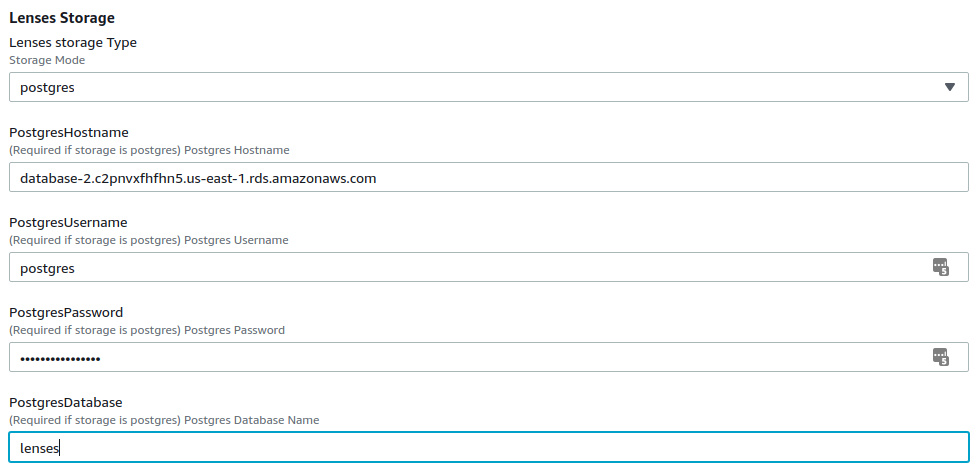 Lenses Storage
Lenses storage Type
Storage Mode
postgres
PostgresHostname
(Required if storage is postgres) Postgres Hostname
database-2.c2pnvxfhfhn5.us-east-1.rds.amazonaws.com
PostgresUsername
(Required if storage is postgres) Postgres Username
postgres
5
PostgresPassword
(Required if storage is postgres) Postgres Password
••••••••••••••••
5
PostgresDatabase
(Required if storage is postgres) Postgres Database Name
lenses